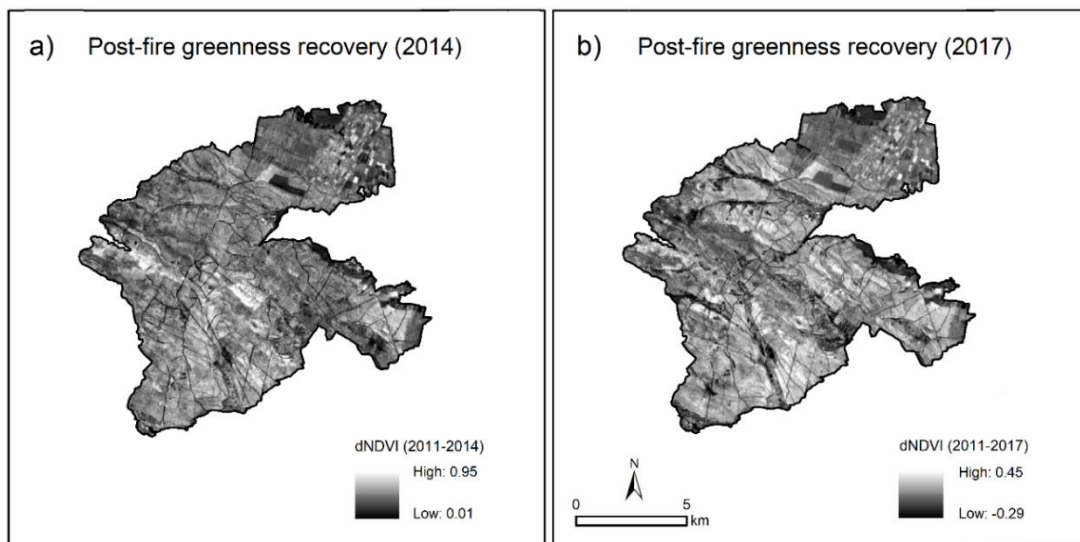 a) Post-fire greenness recovery (2014)
dNDVI (2011-2014)
High: 0.95
Low: 0.01
b) Post-fire greenness recovery (2017)
N
0 5
km
dNDVI (2011-2017)
High: 0.45
Low: -0.29